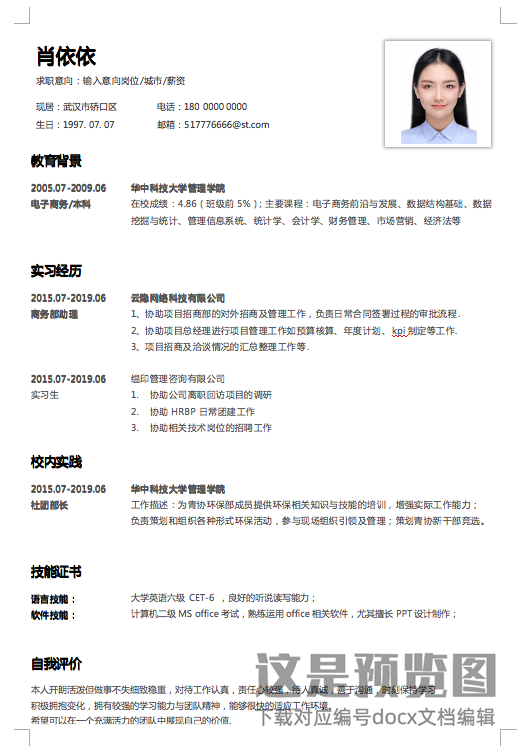 肖依依
求职意向：输入意向岗位/城市/薪资
现居：武汉市硚口区 电话：180 0000 0000
生日：1997. 07. 07 邮箱：517776666@st.com
教育背景
2005.07-2009.06 华中科技大学管理学院
电子商务/本科 在校成绩：4.86（班级前 5%）；主要课程：电子商务前沿与发展、数据结构基础、数据
挖掘与统计、管理信息系统、统计学、会计学、财务管理、市场营销、经济法等
实习经历
2015.07-2019.06 云隐网络科技有限公司
商务部助理 1、协助项目招商部的对外招商及管理工作，负责日常合同签署过程的审批流程.
2、协助项目总经理进行项目管理工作如预算核算、年度计划、kpi 制定等工作.
3、项目招商及洽谈情况的汇总整理工作等.
2015.07-2019.06 缊印管理咨询有限公司
实习生 1. 协助公司离职回访项目的调研
2. 协助 HRBP 日常团建工作
3. 协助相关技术岗位的招聘工作
校内实践
2015.07-2019.06 华中科技大学管理学院
社团部长 工作描述：为青协环保部成员提供环保相关知识与技能的培训，增强实际工作能力；
负责策划和组织各种形式环保活动，参与现场组织引领及管理；策划青协新干部竞选。
技能证书
语言技能： 大学英语六级 CET-6 ，良好的听说读写能力；
软件技能： 计算机二级 MS office 考试，熟练运用 office 相关软件，尤其擅长 PPT 设计制作；
自我评价
本人开朗活泼但做事不失细致稳重，对待工作认真，责任心较强，待人真诚，善于沟通，时刻保持学习
积极拥抱变化，拥有较强的学习能力与团队精神，能够很快的适应工作环境。
希望可以在一个充满活力的团队中展现自己的价值.
这是预览图
下载对应编号docx文档编辑